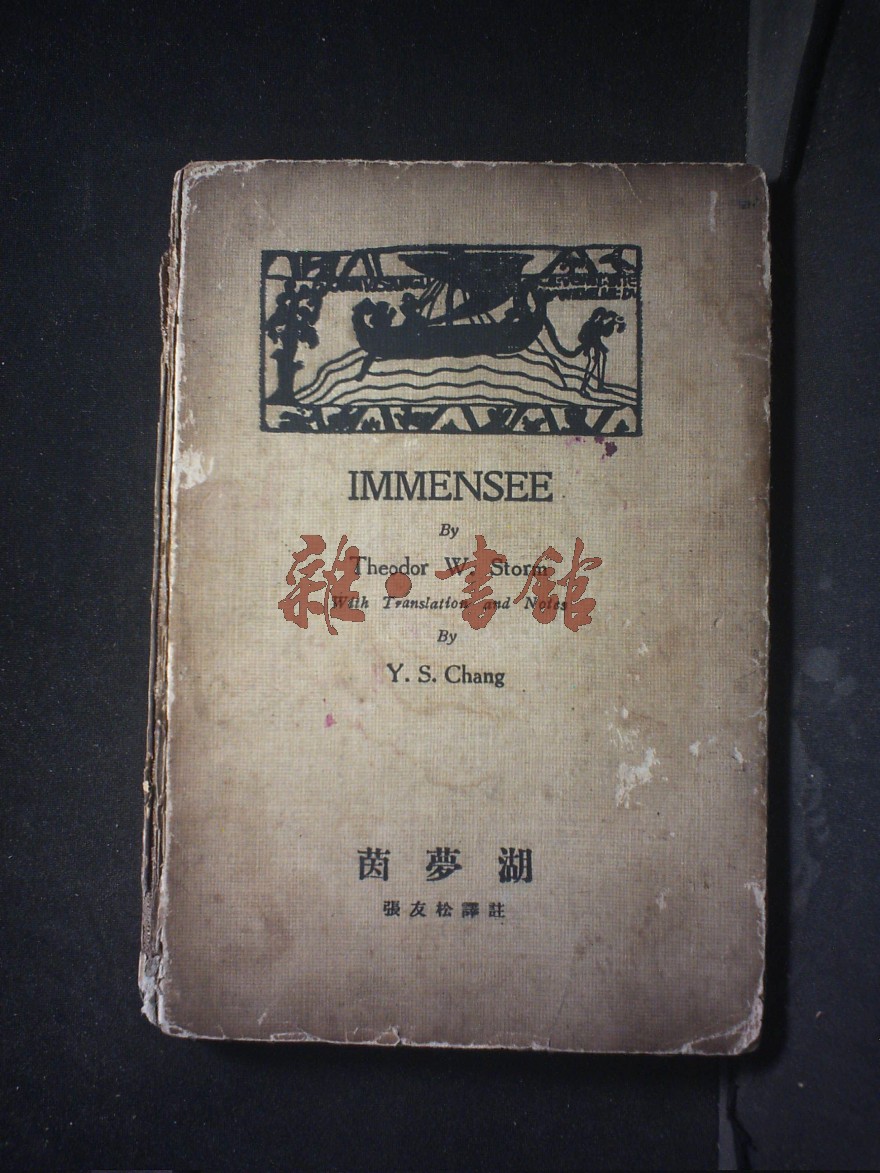 IMMENSEE
By
Theodor W. Storm
With Translation and Notes
By
Y. S. Chang
雜·書館
茵夢湖
張友松譯註